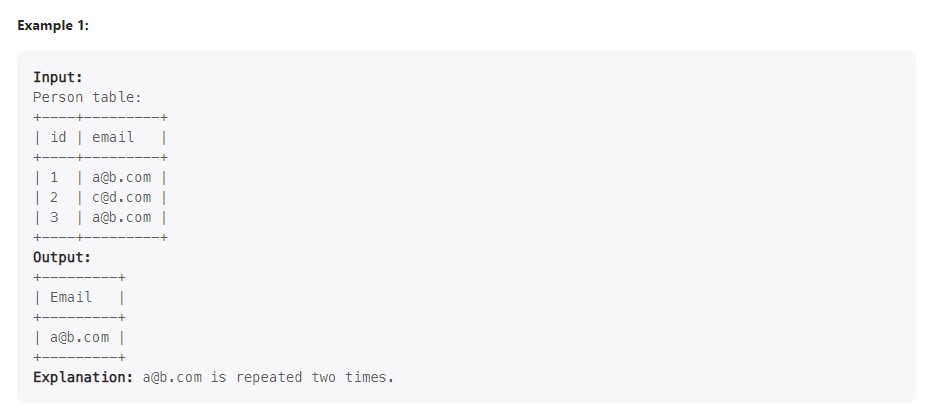 Example 1:
Input:
Person table:
+----+---------+
| id | email   |
+----+---------+
| 1  | a@b.com |
| 2  | c@d.com |
| 3  | a@b.com |
+----+---------+
Output:
+---------+
| Email   |
+---------+
| a@b.com |
+---------+
Explanation: a@b.com is repeated two times.